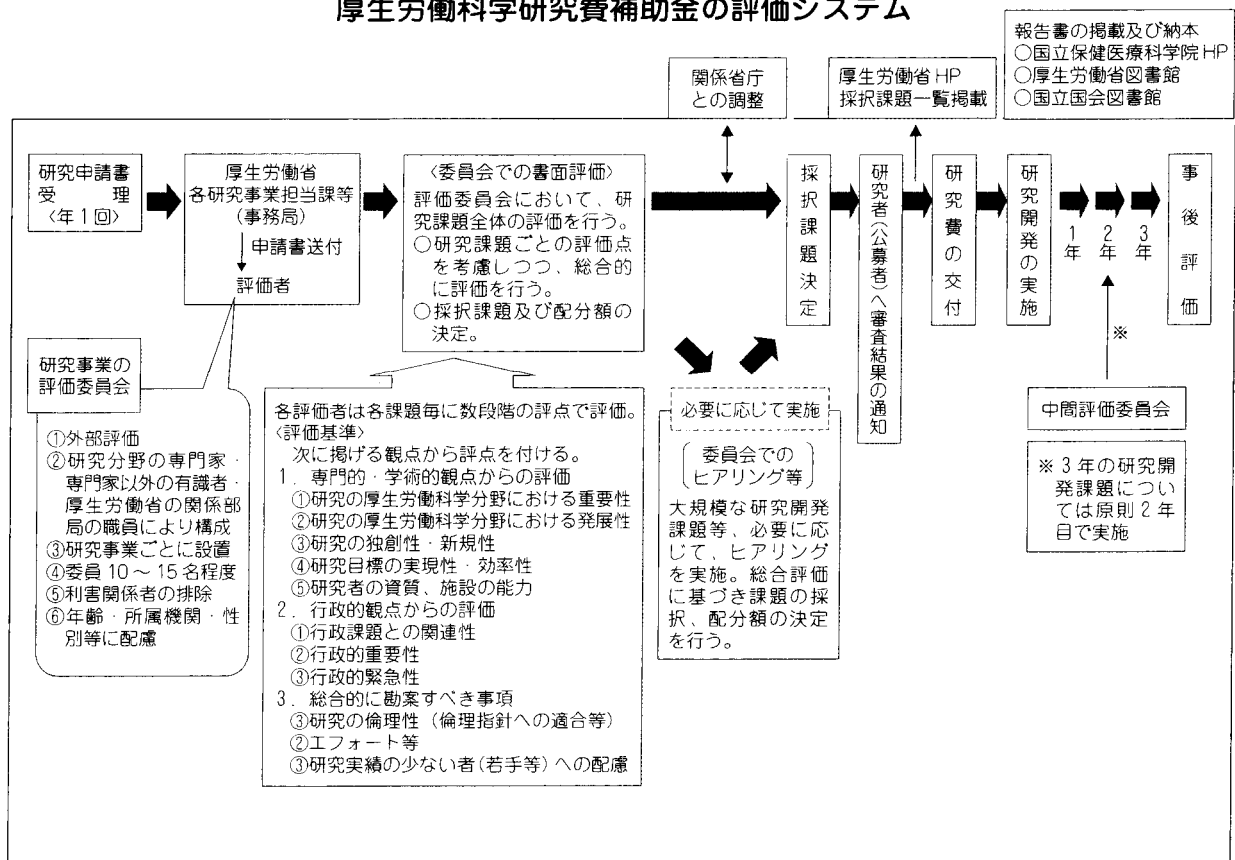 厚生労働科学研究費補助金の評価システム
報告書の掲載及び納本
○国立保健医療科学院HP
○厚生労働省図書館
○国立国会図書館
関係省庁
との調整
厚生労働省HP
採択課題一覧掲載
研究申請書
受理
〈年1回〉
厚生労働省
各研究事業担当課等
(事務局)
申請書送付
評価者
〈委員会での書面評価〉
評価委員会において、研
究課題全体の評価を行う。
○研究課題ごとの評価点
を考慮しつつ、総合的
に評価を行う。
○採択課題及び配分額の
決定。
採択課題決定
研究者(公募者)へ審査結果の通知
研究費の交付
研究開発の実施
1年
2年
3年
事後評価
※
研究事業の
評価委員会
①外部評価
②研究分野の専門家・
専門家以外の有識者・
厚生労働省の関係部
局の職員により構成
③研究事業ごとに設置
④委員10~15名程度
⑤利害関係者の排除
⑥年齢・所属機関・性
別等に配慮
各評価者は各課題毎に数段階の評点で評価。
〈評価基準〉
次に掲げる観点から評点を付ける。
1. 専門的・学術的観点からの評価
①研究の厚生労働科学分野における重要性
②研究の厚生労働科学分野における発展性
③研究の独創性・新規性
④研究目標の実現性・効率性
⑤研究者の資質、施設の能力
2. 行政的観点からの評価
①行政課題との関連性
②行政的重要性
③行政的緊急性
3. 総合的に勘案すべき事項
③研究の倫理性(倫理指針への適合等)
②エフォート等
③研究実績の少ない者(若手等)への配慮
必要に応じて実施
委員会での
ヒアリング等
大規模な研究開発
課題等、必要に応
じて、ヒアリング
を実施。総合評価
に基づき課題の採
択、配分額の決定
を行う。
中間評価委員会
※3年の研究開
発課題につい
ては原則2年
目で実施